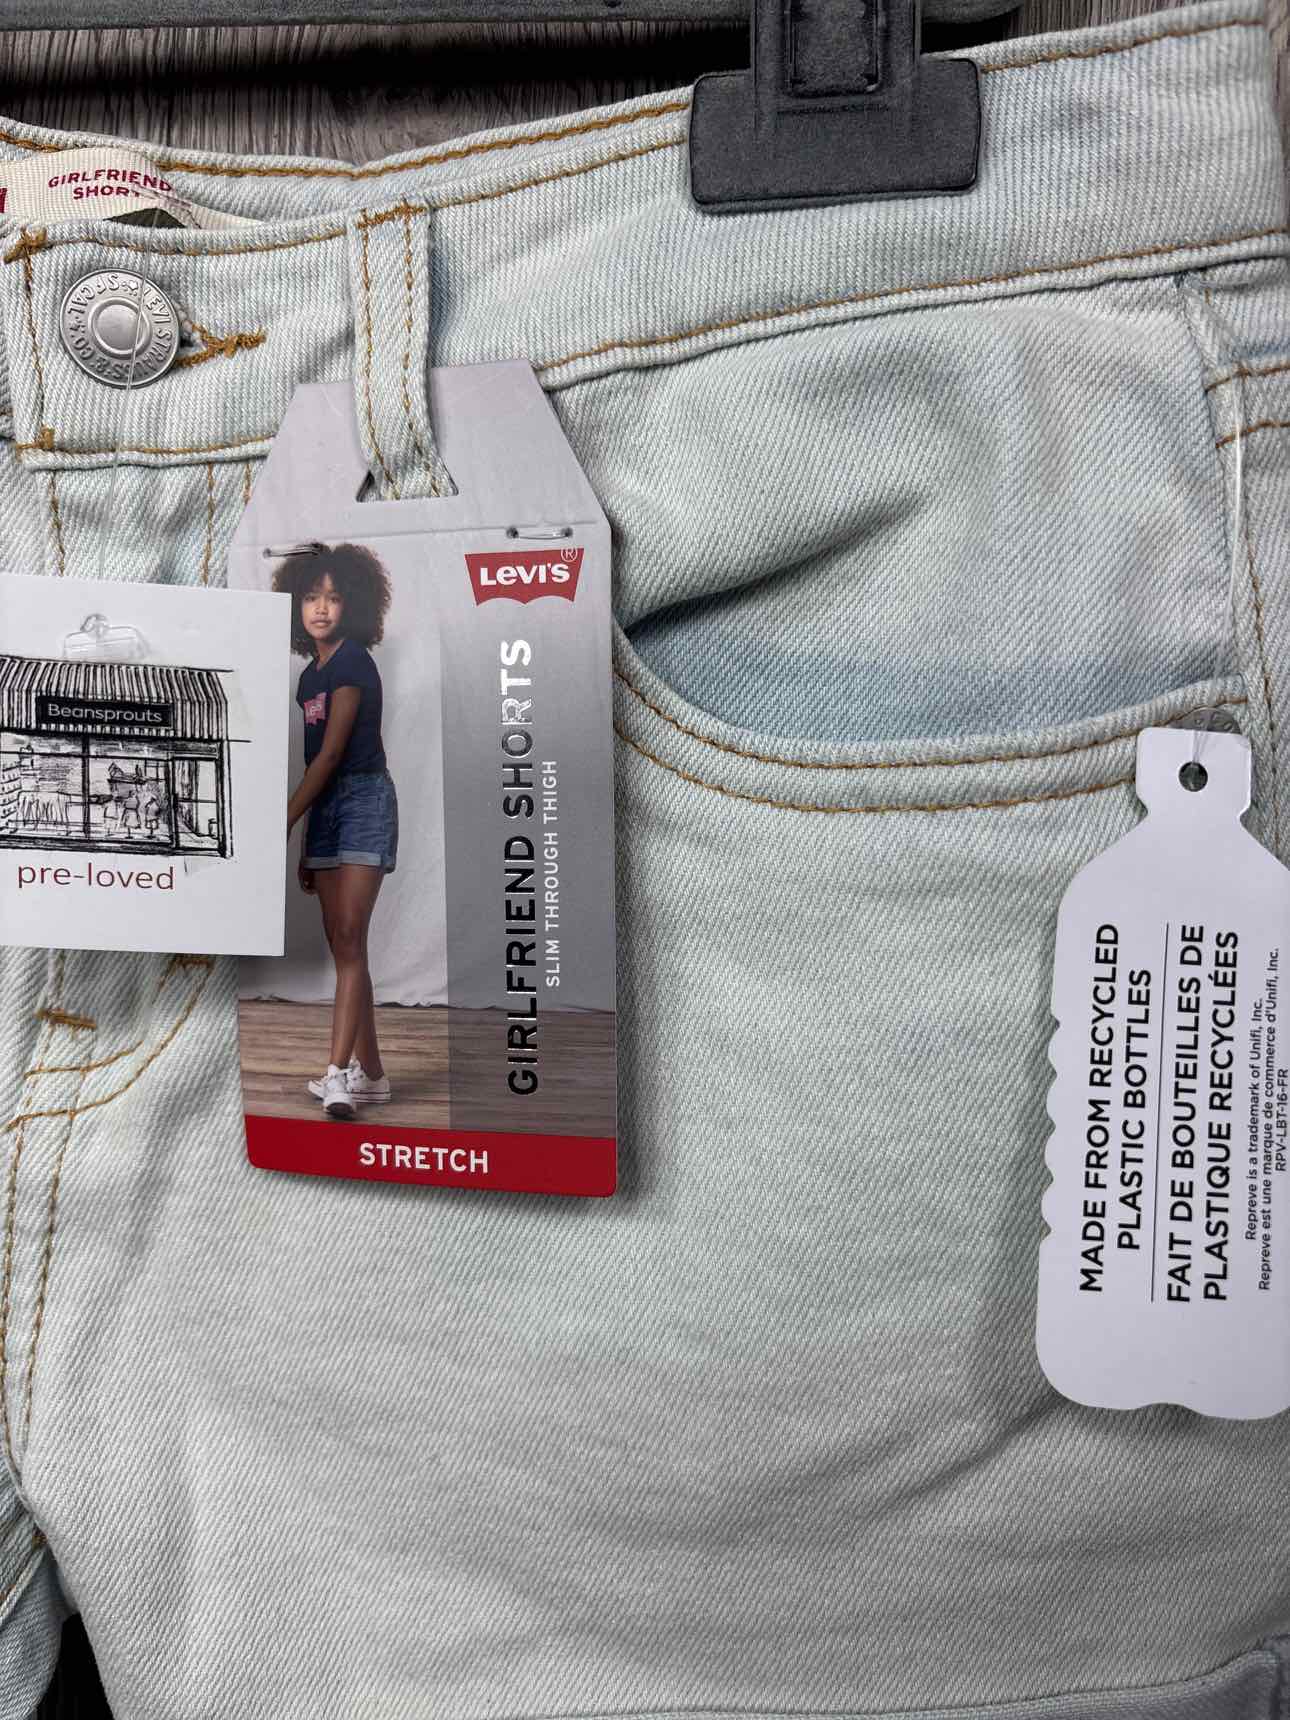 GIRLFRIEND
SHORT
LEVI STRAUSS & CO. S.F. CAL.
Levi's®
GIRLFRIEND SHORTS
SLIM THROUGH THIGH
STRETCH
Beansprouts
pre-loved
MADE FROM RECYCLED
PLASTIC BOTTLES
FAIT DE BOUTEILLES DE
PLASTIQUE RECYCLÉES
Repreve is a trademark of Unifi, Inc.
Repreve est une marque de commerce d'Unifi, Inc.
RPV-LBT-16-FR